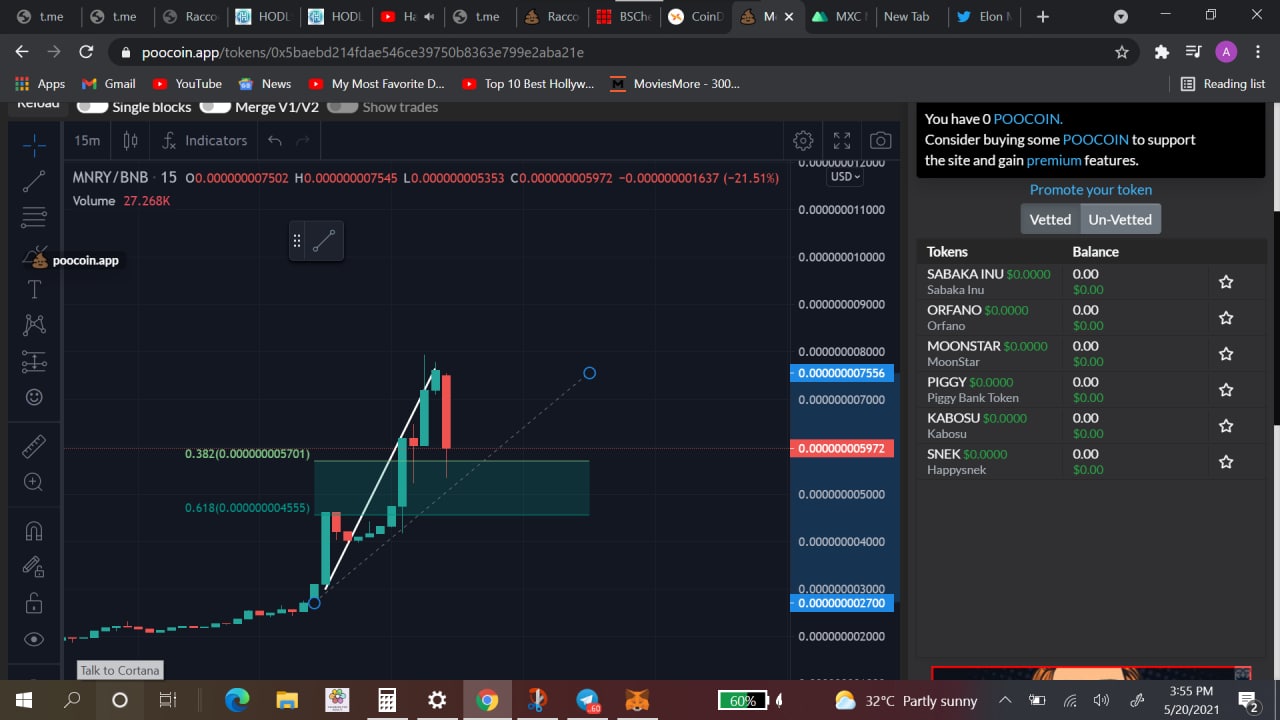 t.me
t.me
Racco
HODL
HODL
Ha
t.me
Racco
BSChe
CoinD
MXC
New Tab
Elon M
poocoin.app/tokens/0x5baebd214fdae546ce39750b8363e799e2aba21e
A
Apps
Gmail
YouTube
News
My Most Favorite D...
Top 10 Best Hollyw...
MoviesMore - 300...
Reading list
Reload
Single blocks
Merge V1/V2
Show trades
15m
Indicators
MNRY/BNB · 15 O0.000000007502 H0.000000007545 L0.000000005353 C0.000000005972 −0.000000001637 (−21.51%)
Volume 27.268K
poocoin.app
0.382(0.000000005701)
0.618(0.000000004555)
0.000000012000
USD
0.000000011000
0.000000010000
0.000000009000
0.000000008000
0.000000007556
0.000000007000
0.000000005972
0.000000005000
0.000000004000
0.000000003000
0.000000002700
0.000000002000
You have 0 POOCOIN.
Consider buying some POOCOIN to support
the site and gain premium features.
Promote your token
Vetted Un-Vetted
Tokens Balance
SABAKA INU $0.0000 0.00
Sabaka Inu $0.00
ORFANO $0.0000 0.00
Orfano $0.00
MOONSTAR $0.0000 0.00
MoonStar $0.00
PIGGY $0.0000 0.00
Piggy Bank Token $0.00
KABOSU $0.0000 0.00
Kabosu $0.00
SNEK $0.0000 0.00
Happysnek $0.00
Talk to Cortana
.60
60%
32°C Partly sunny
3:55 PM
5/20/2021
2